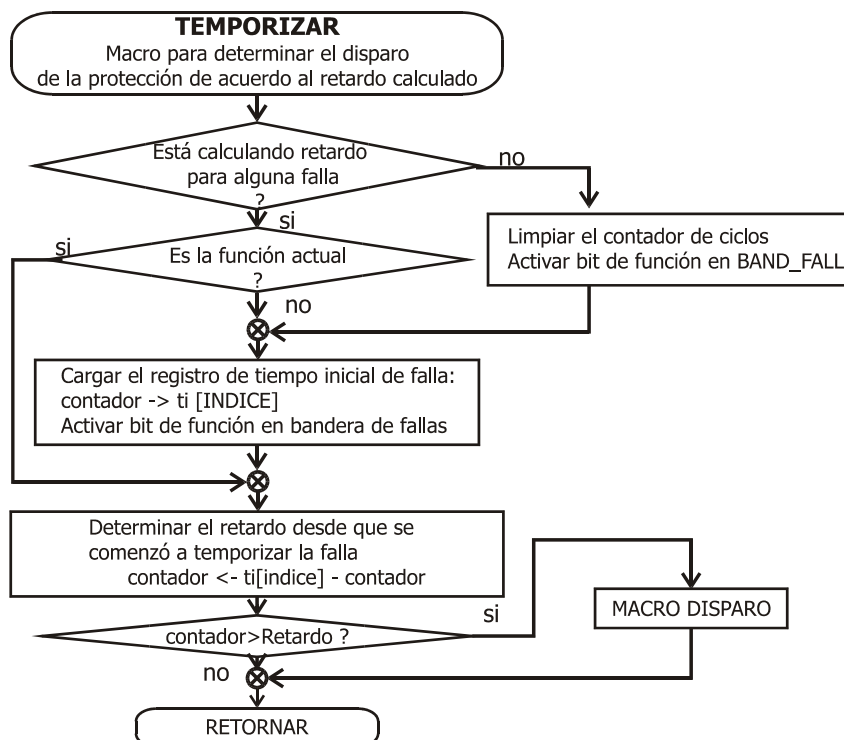 TEMPORIZAR
Macro para determinar el disparo
de la protección de acuerdo al retardo calculado
Está calculando retardo
para alguna falla
?
no
si
si
Es la función actual
?
no
Limpiar el contador de ciclos
Activar bit de función en BAND_FALL
Cargar el registro de tiempo inicial de falla:
contador -> ti [INDICE]
Activar bit de función en bandera de fallas
Determinar el retardo desde que se
comenzó a temporizar la falla
contador <- ti[indice] - contador
si
MACRO DISPARO
contador>Retardo ?
no
RETORNAR